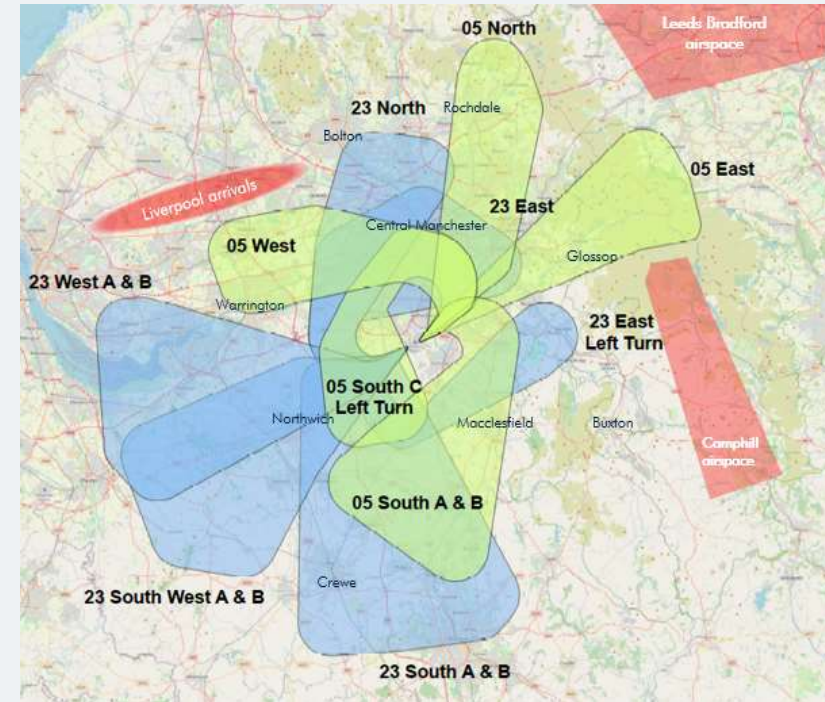 Leeds Bradford
airspace
05 North
23 North
Rochdale
Bolton
05 East
Liverpool arrivals
23 East
Central Manchester
05 West
Glossop
23 West A & B
Warrington
23 East
Left Turn
05 South C
Left Turn
Northwich
Macclesfield
Buxton
Camphill
airspace
05 South A & B
Crewe
23 South West A & B
23 South A & B